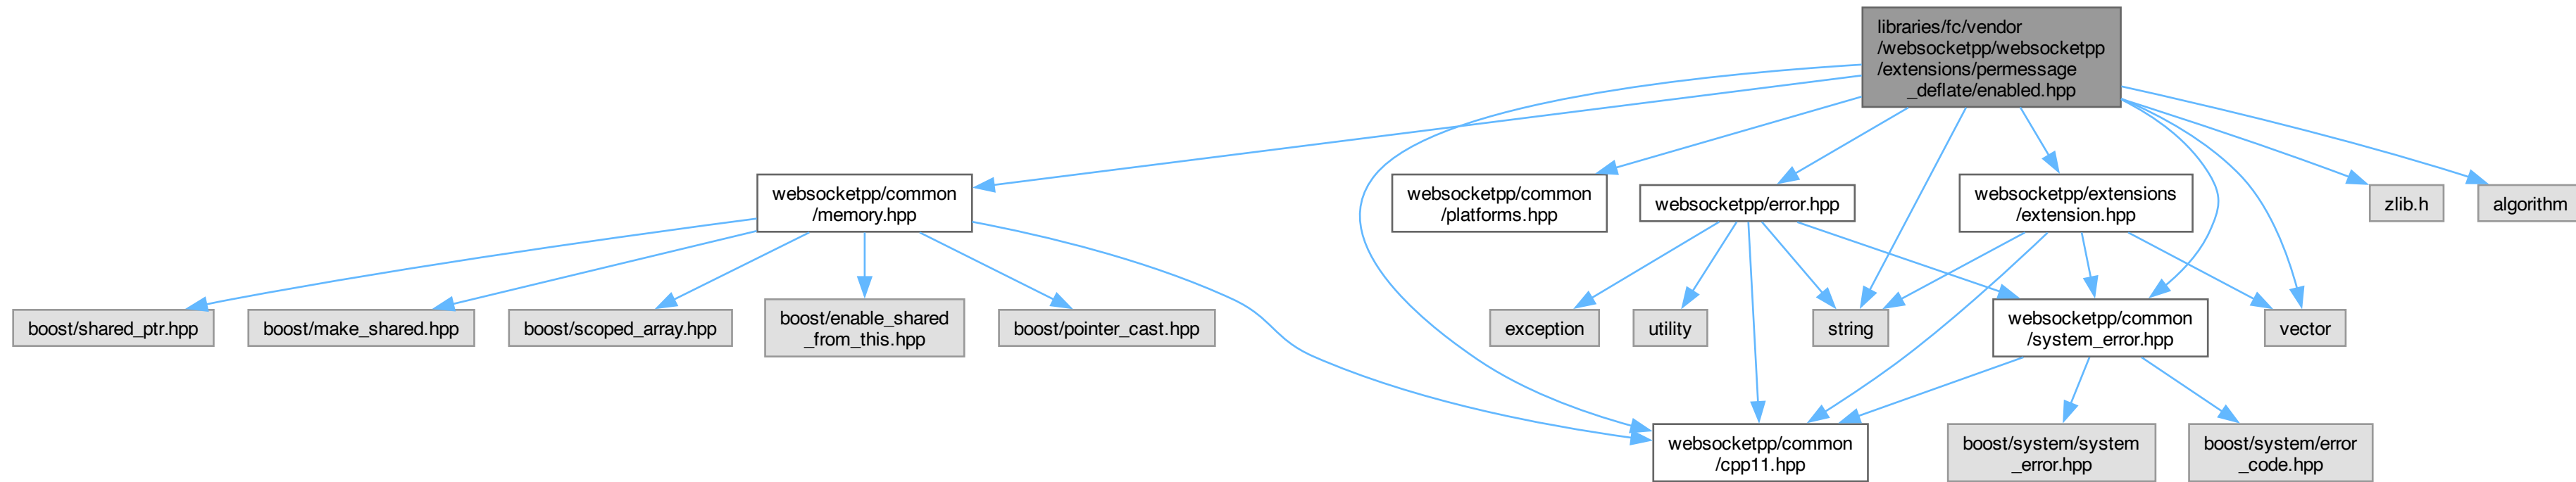 libraries/fc/vendor
/websocketpp/websocketpp
/extensions/permessage
_deflate/enabled.hpp
websocketpp/common
/memory.hpp
websocketpp/common
/platforms.hpp
websocketpp/error.hpp
websocketpp/extensions
/extension.hpp
zlib.h
algorithm
boost/shared_ptr.hpp
boost/make_shared.hpp
boost/scoped_array.hpp
boost/enable_shared
_from_this.hpp
boost/pointer_cast.hpp
exception
utility
string
websocketpp/common
/system_error.hpp
vector
websocketpp/common
/cpp11.hpp
boost/system/system
_error.hpp
boost/system/error
_code.hpp